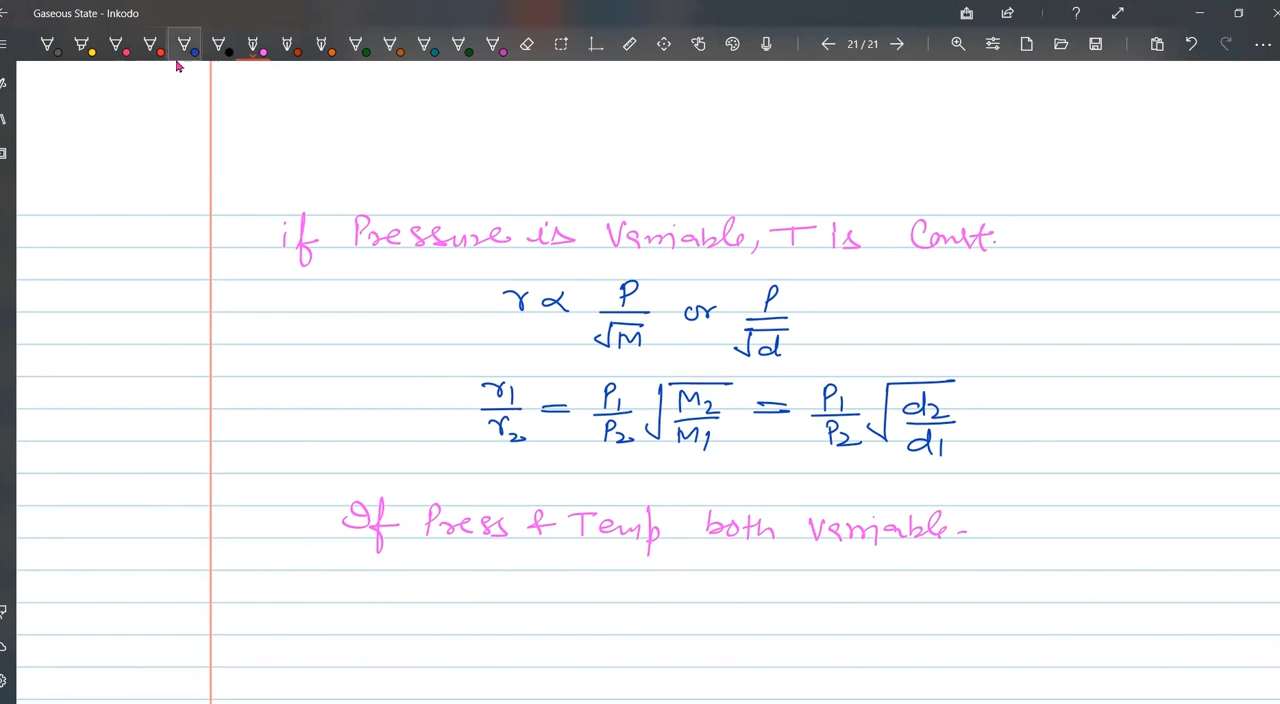 Gaseous State - Inkodo
21/21
if Pressure is Variable, T is Const.
r ∝ P/√M or P/√d
r1/r2 = P1/P2 √(M2/M1) = P1/P2 √(d2/d1)
If Press & Temp both variable-